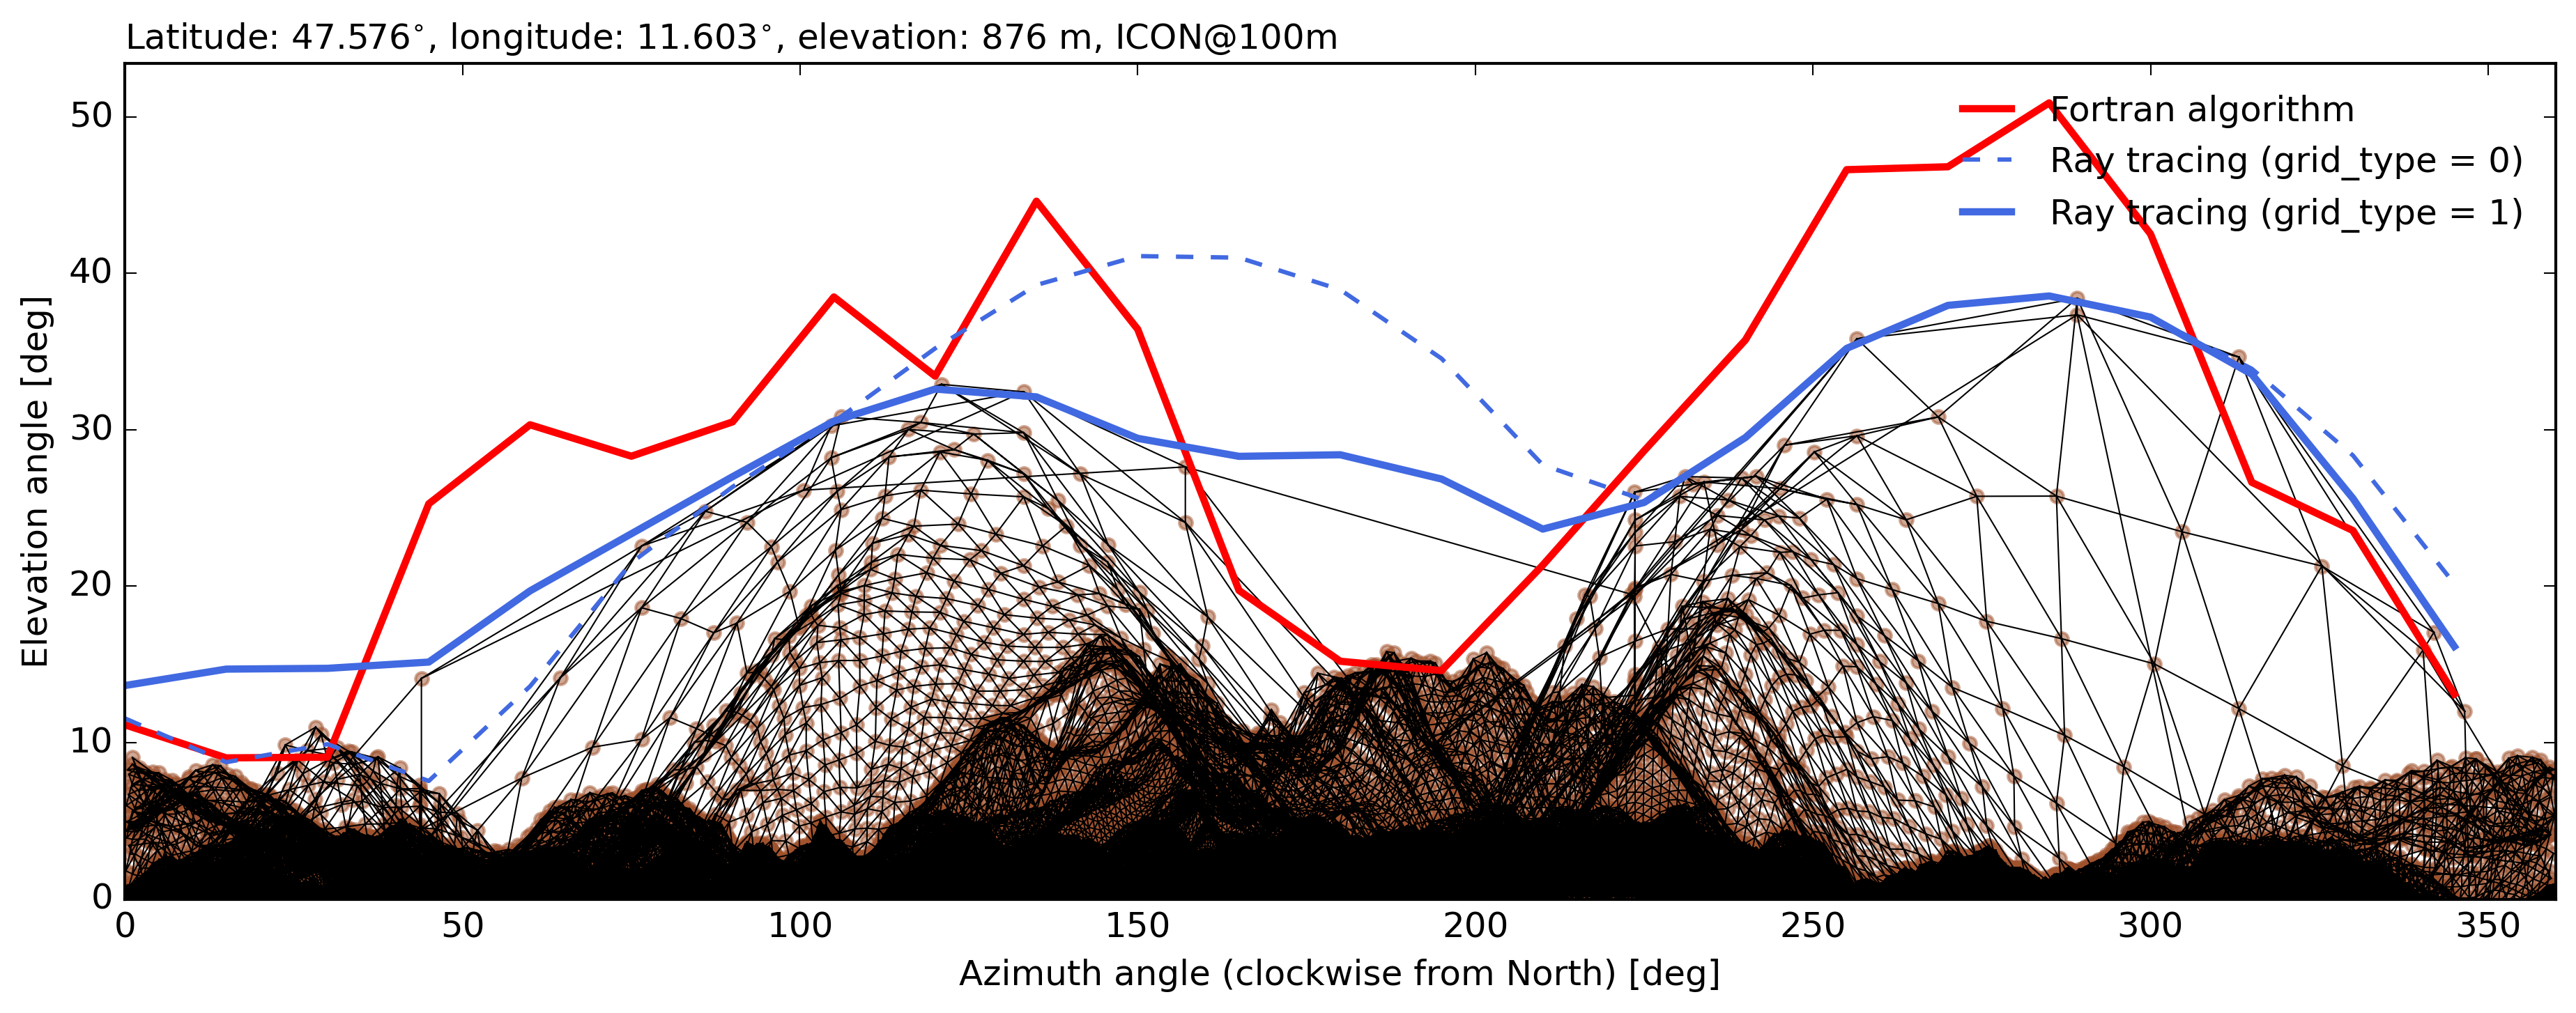 Latitude: 47.576°, longitude: 11.603°, elevation: 876 m, ICON@100m
Fortran algorithm
Ray tracing (grid_type = 0)
Ray tracing (grid_type = 1)
Elevation angle [deg]
50
40
30
20
10
0
0 50 100 150 200 250 300 350
Azimuth angle (clockwise from North) [deg]